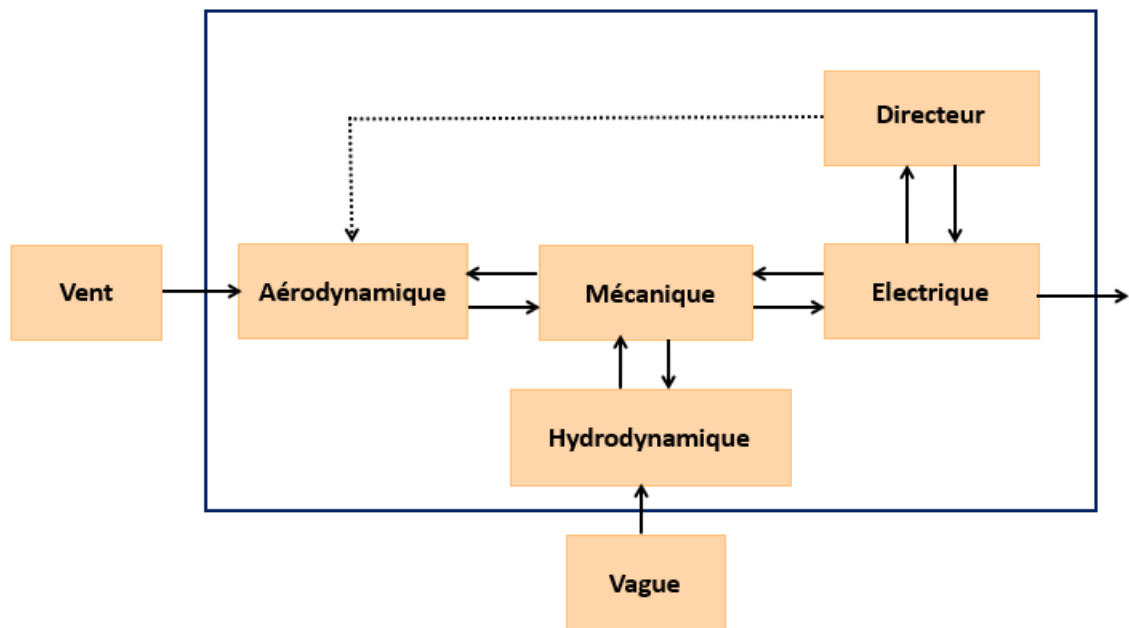 Directeur
Vent
Aérodynamique
Mécanique
Electrique
Hydrodynamique
Vague